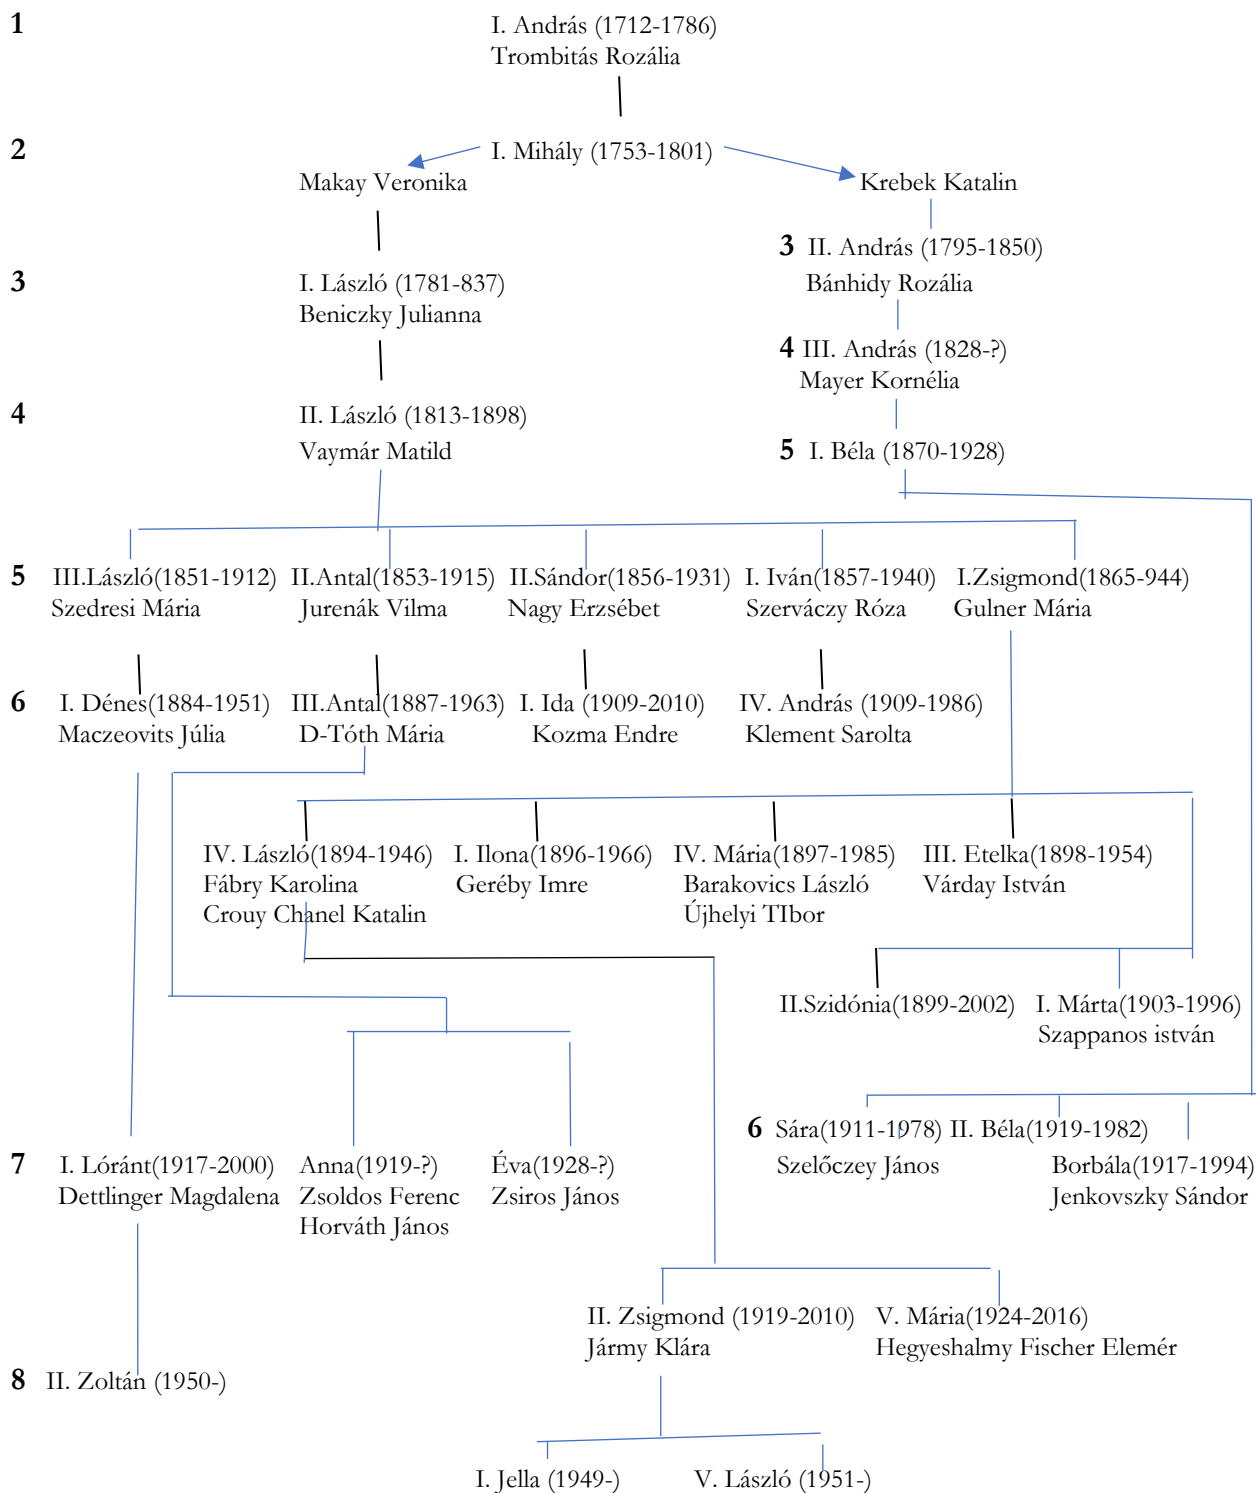 1 I. András (1712-1786)
Trombitás Rozália
2 I. Mihály (1753-1801)
Makay Veronika Krebek Katalin
3 II. András (1795-1850)
3 I. László (1781-837) Bánhidy Rozália
Beniczky Julianna
4 III. András (1828-?)
Mayer Kornélia
4 II. László (1813-1898)
Vaymár Matild 5 I. Béla (1870-1928)
5 III.László(1851-1912) II.Antal(1853-1915) II.Sándor(1856-1931) I. Iván(1857-1940) I.Zsigmond(1865-944)
Szedresi Mária Jurenák Vilma Nagy Erzsébet Szerváczy Róza Gulner Mária
6 I. Dénes(1884-1951) III.Antal(1887-1963) I. Ida (1909-2010) IV. András (1909-1986)
Maczeovits Júlia D-Tóth Mária Kozma Endre Klement Sarolta
IV. László(1894-1946) I. Ilona(1896-1966) IV. Mária(1897-1985) III. Etelka(1898-1954)
Fábry Karolina Geréby Imre Barakovics László Várday István
Crouy Chanel Katalin Újhelyi TIbor
II.Szidónia(1899-2002) I. Márta(1903-1996)
Szappanos istván
6 Sára(1911-1978) II. Béla(1919-1982)
7 I. Lóránt(1917-2000) Anna(1919-?) Éva(1928-?) Szelőczey János Borbála(1917-1994)
Dettlinger Magdalena Zsoldos Ferenc Zsiros János Jenkovszky Sándor
Horváth János
II. Zsigmond (1919-2010) V. Mária(1924-2016)
Jármy Klára Hegyeshalmy Fischer Elemér
8 II. Zoltán (1950-)
I. Jella (1949-) V. László (1951-)